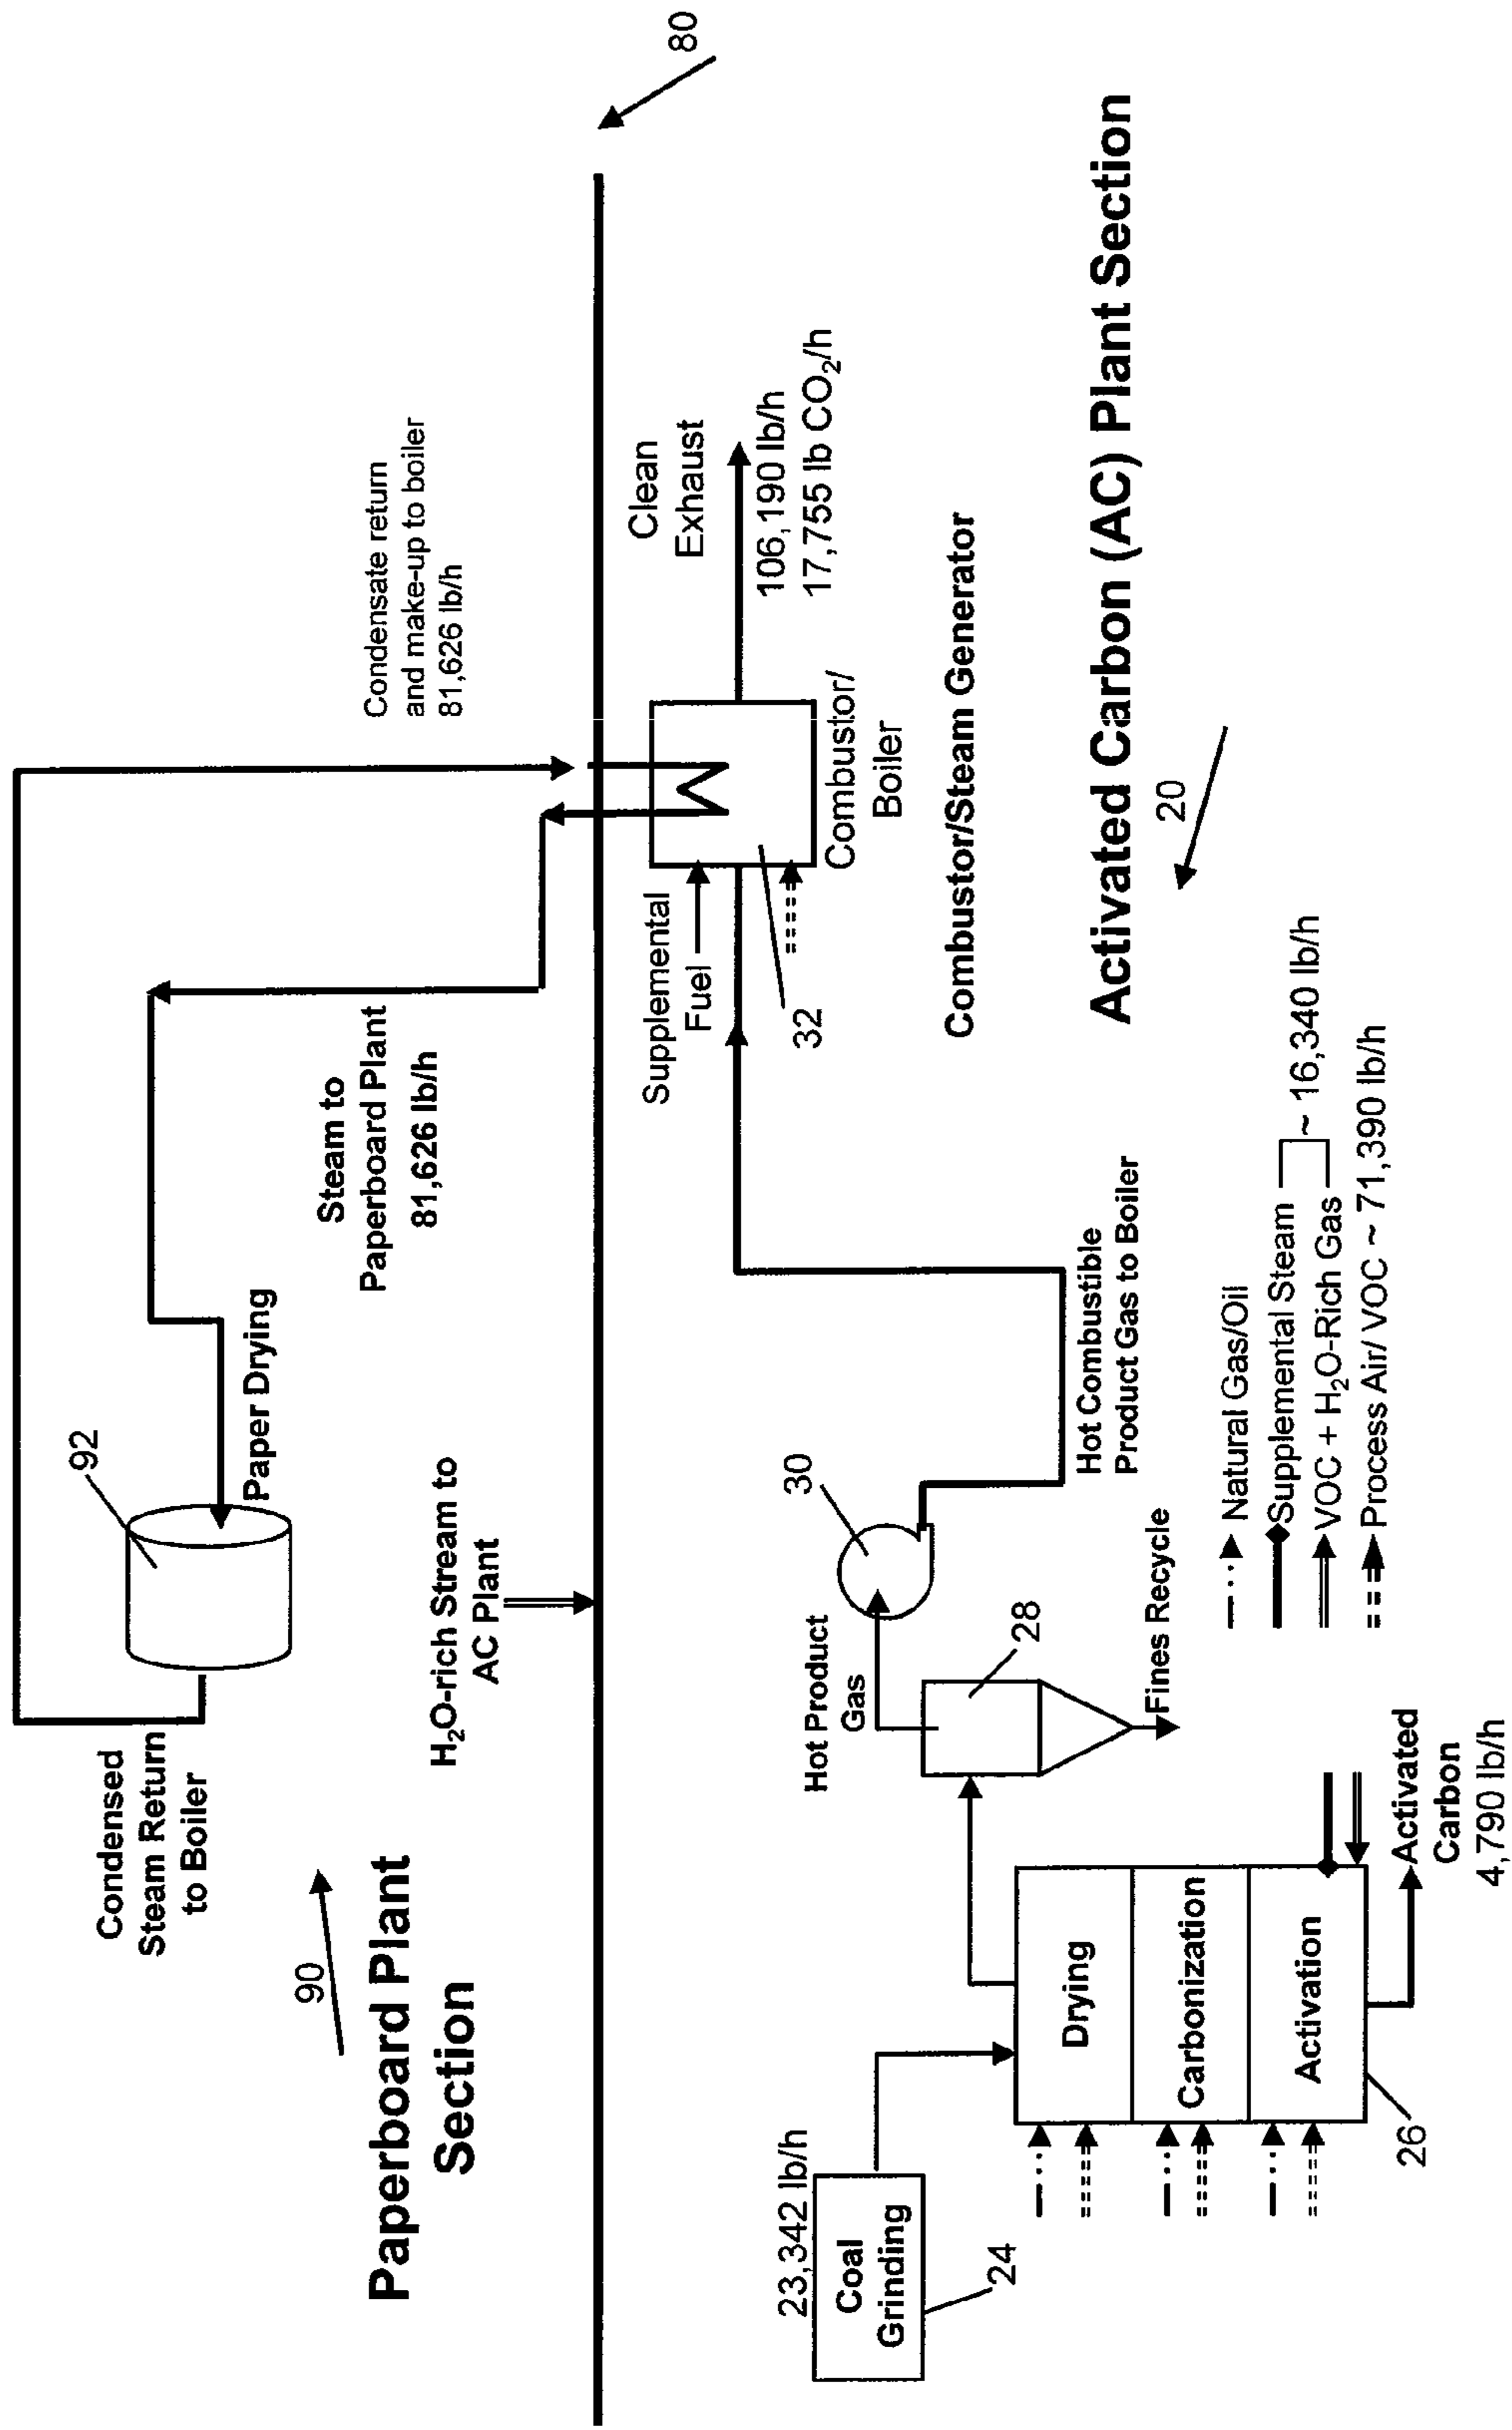 80
Condensed
Steam Return
to Boiler
92
Paper Drying
Steam to
Paperboard Plant
81,626 lb/h
Condensate return
and make-up to boiler
81,626 lb/h
90
Paperboard Plant
Section
H2O-rich Stream to
AC Plant
Supplemental
Fuel
32
Combustor/
Boiler
Clean
Exhaust
106,190 lb/h
17,755 lb CO2/h
Combustor/Steam Generator
Activated Carbon (AC) Plant Section
20
23,342 lb/h
Coal
Grinding
24
Drying
Carbonization
Activation
26
Hot Product
Gas
28
Fines Recycle
30
Hot Combustible
Product Gas to Boiler
Activated
Carbon
4,790 lb/h
Natural Gas/Oil
Supplemental Steam
VOC + H2O-Rich Gas
~ 16,340 lb/h
Process Air/ VOC ~ 71,390 lb/h